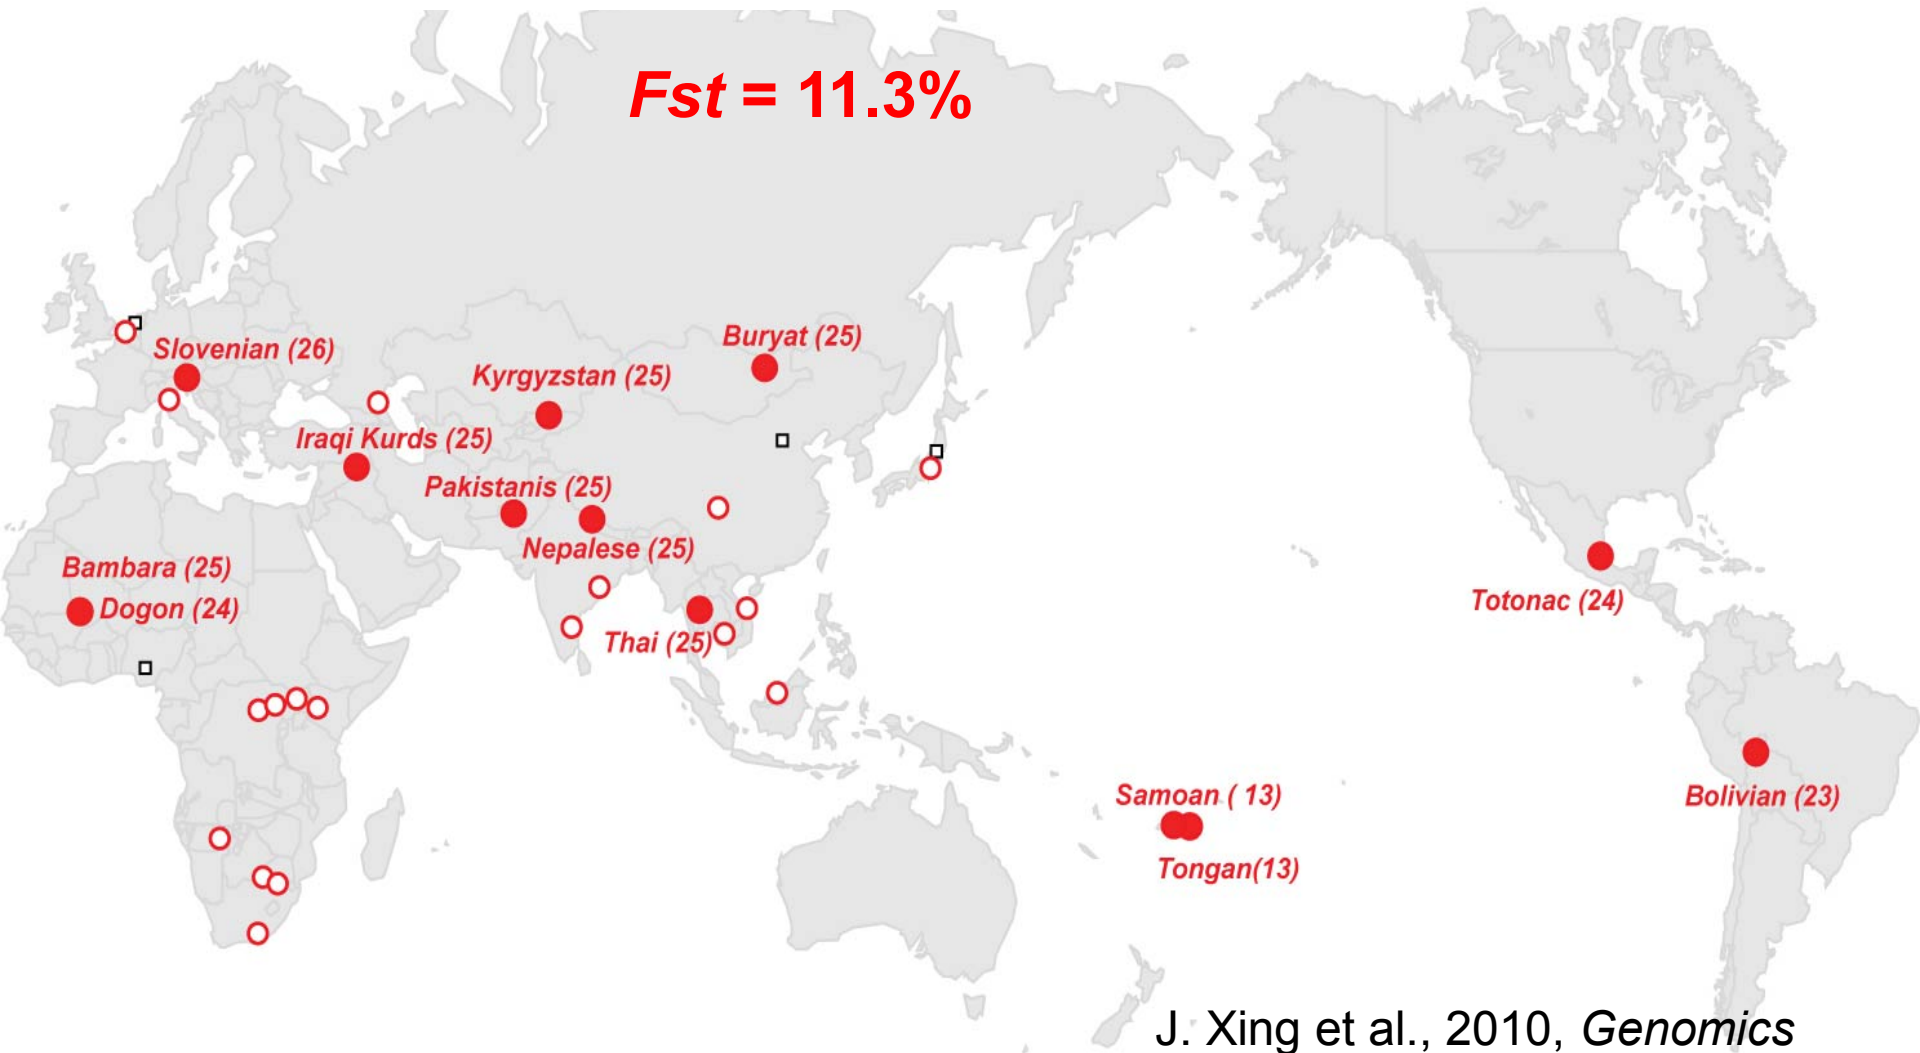 Fst = 11.3%
Buryat (25)
Slovenian (26)
Kyrgyzstan (25)
Iraqi Kurds (25)
Pakistanis (25)
Nepalese (25)
Bambara (25)
Dogon (24)
Totonac (24)
Thai (25)
Samoan ( 13)
Bolivian (23)
Tongan(13)
J. Xing et al., 2010, Genomics